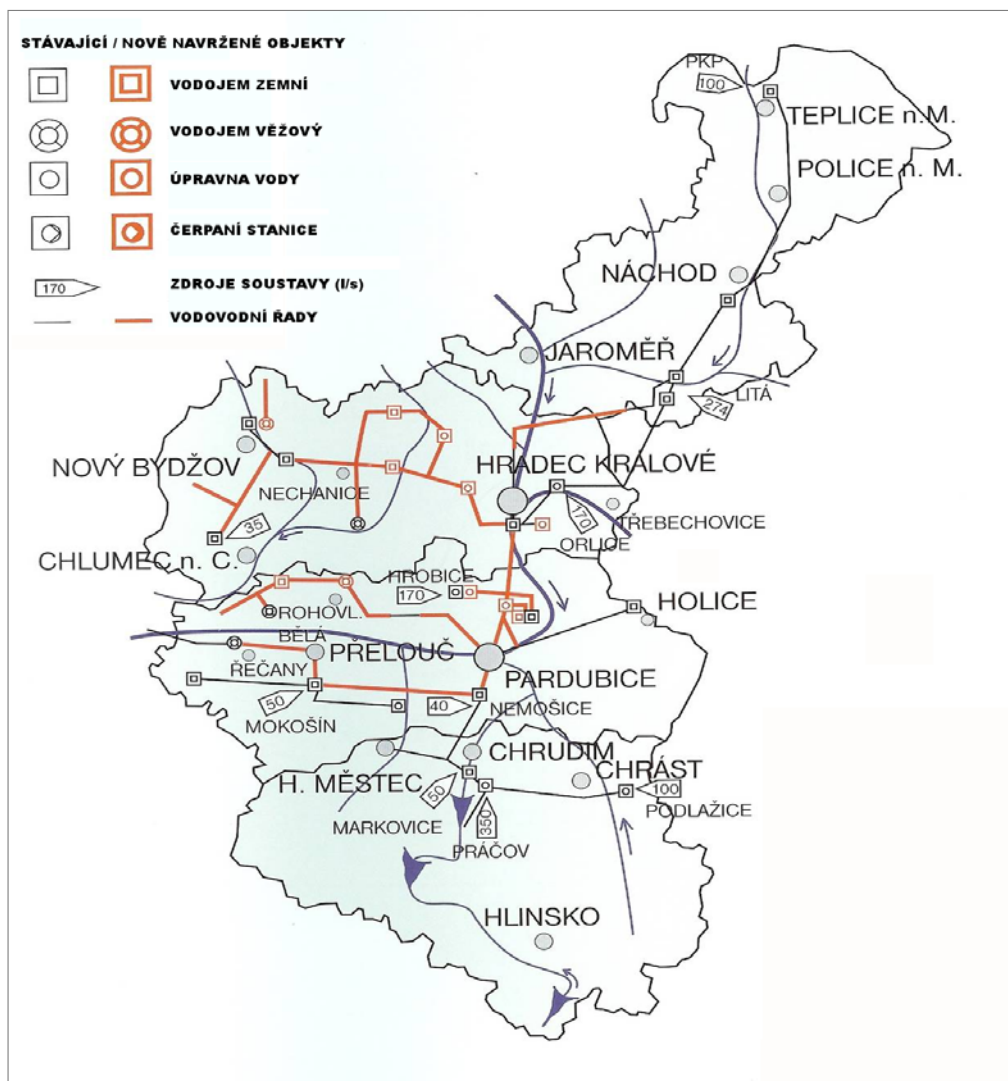 STÁVAJÍCÍ / NOVĚ NAVRŽENÉ OBJEKTY
VODOJEM ZEMNÍ
VODOJEM VĚŽOVÝ
ÚPRAVNA VODY
ČERPANÍ STANICE
170
ZDROJE SOUSTAVY (l/s)
VODOVODNÍ ŘADY
PKP
100
TEPLICE n.M.
POLICE n. M.
NÁCHOD
JAROMĚŘ
LITÁ
274
HRADEC KRÁLOVÉ
NOVÝ BYDŽOV
NECHANICE
170
TŘEBECHOVICE
35
ORLICE
CHLUMEC n. C.
HROBICE
170
HOLICE
ROHOVL.
BĚLÁ
PŘELOUČ
ŘEČANY
PARDUBICE
50
40
NEMOŠICE
MOKOŠÍN
CHRUDIM
CHRÁST
H. MĚSTEC
50
100
PODLAŽICE
MARKOVICE
350
PRÁČOV
HLINSKO